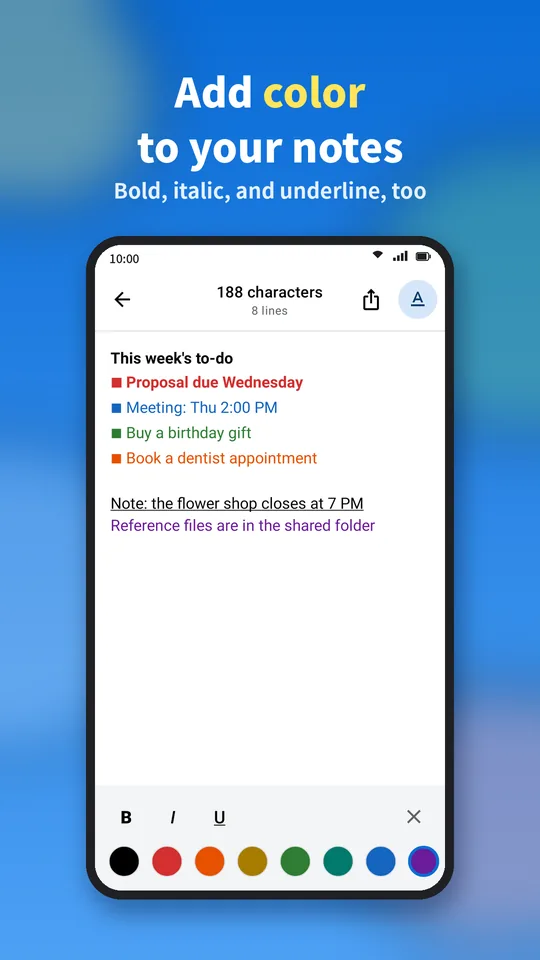 Add color
to your notes
Bold, italic, and underline, too
10:00
188 characters
8 lines
A
This week's to-do
■ Proposal due Wednesday
■ Meeting: Thu 2:00 PM
■ Buy a birthday gift
■ Book a dentist appointment
Note: the flower shop closes at 7 PM
Reference files are in the shared folder
B I U